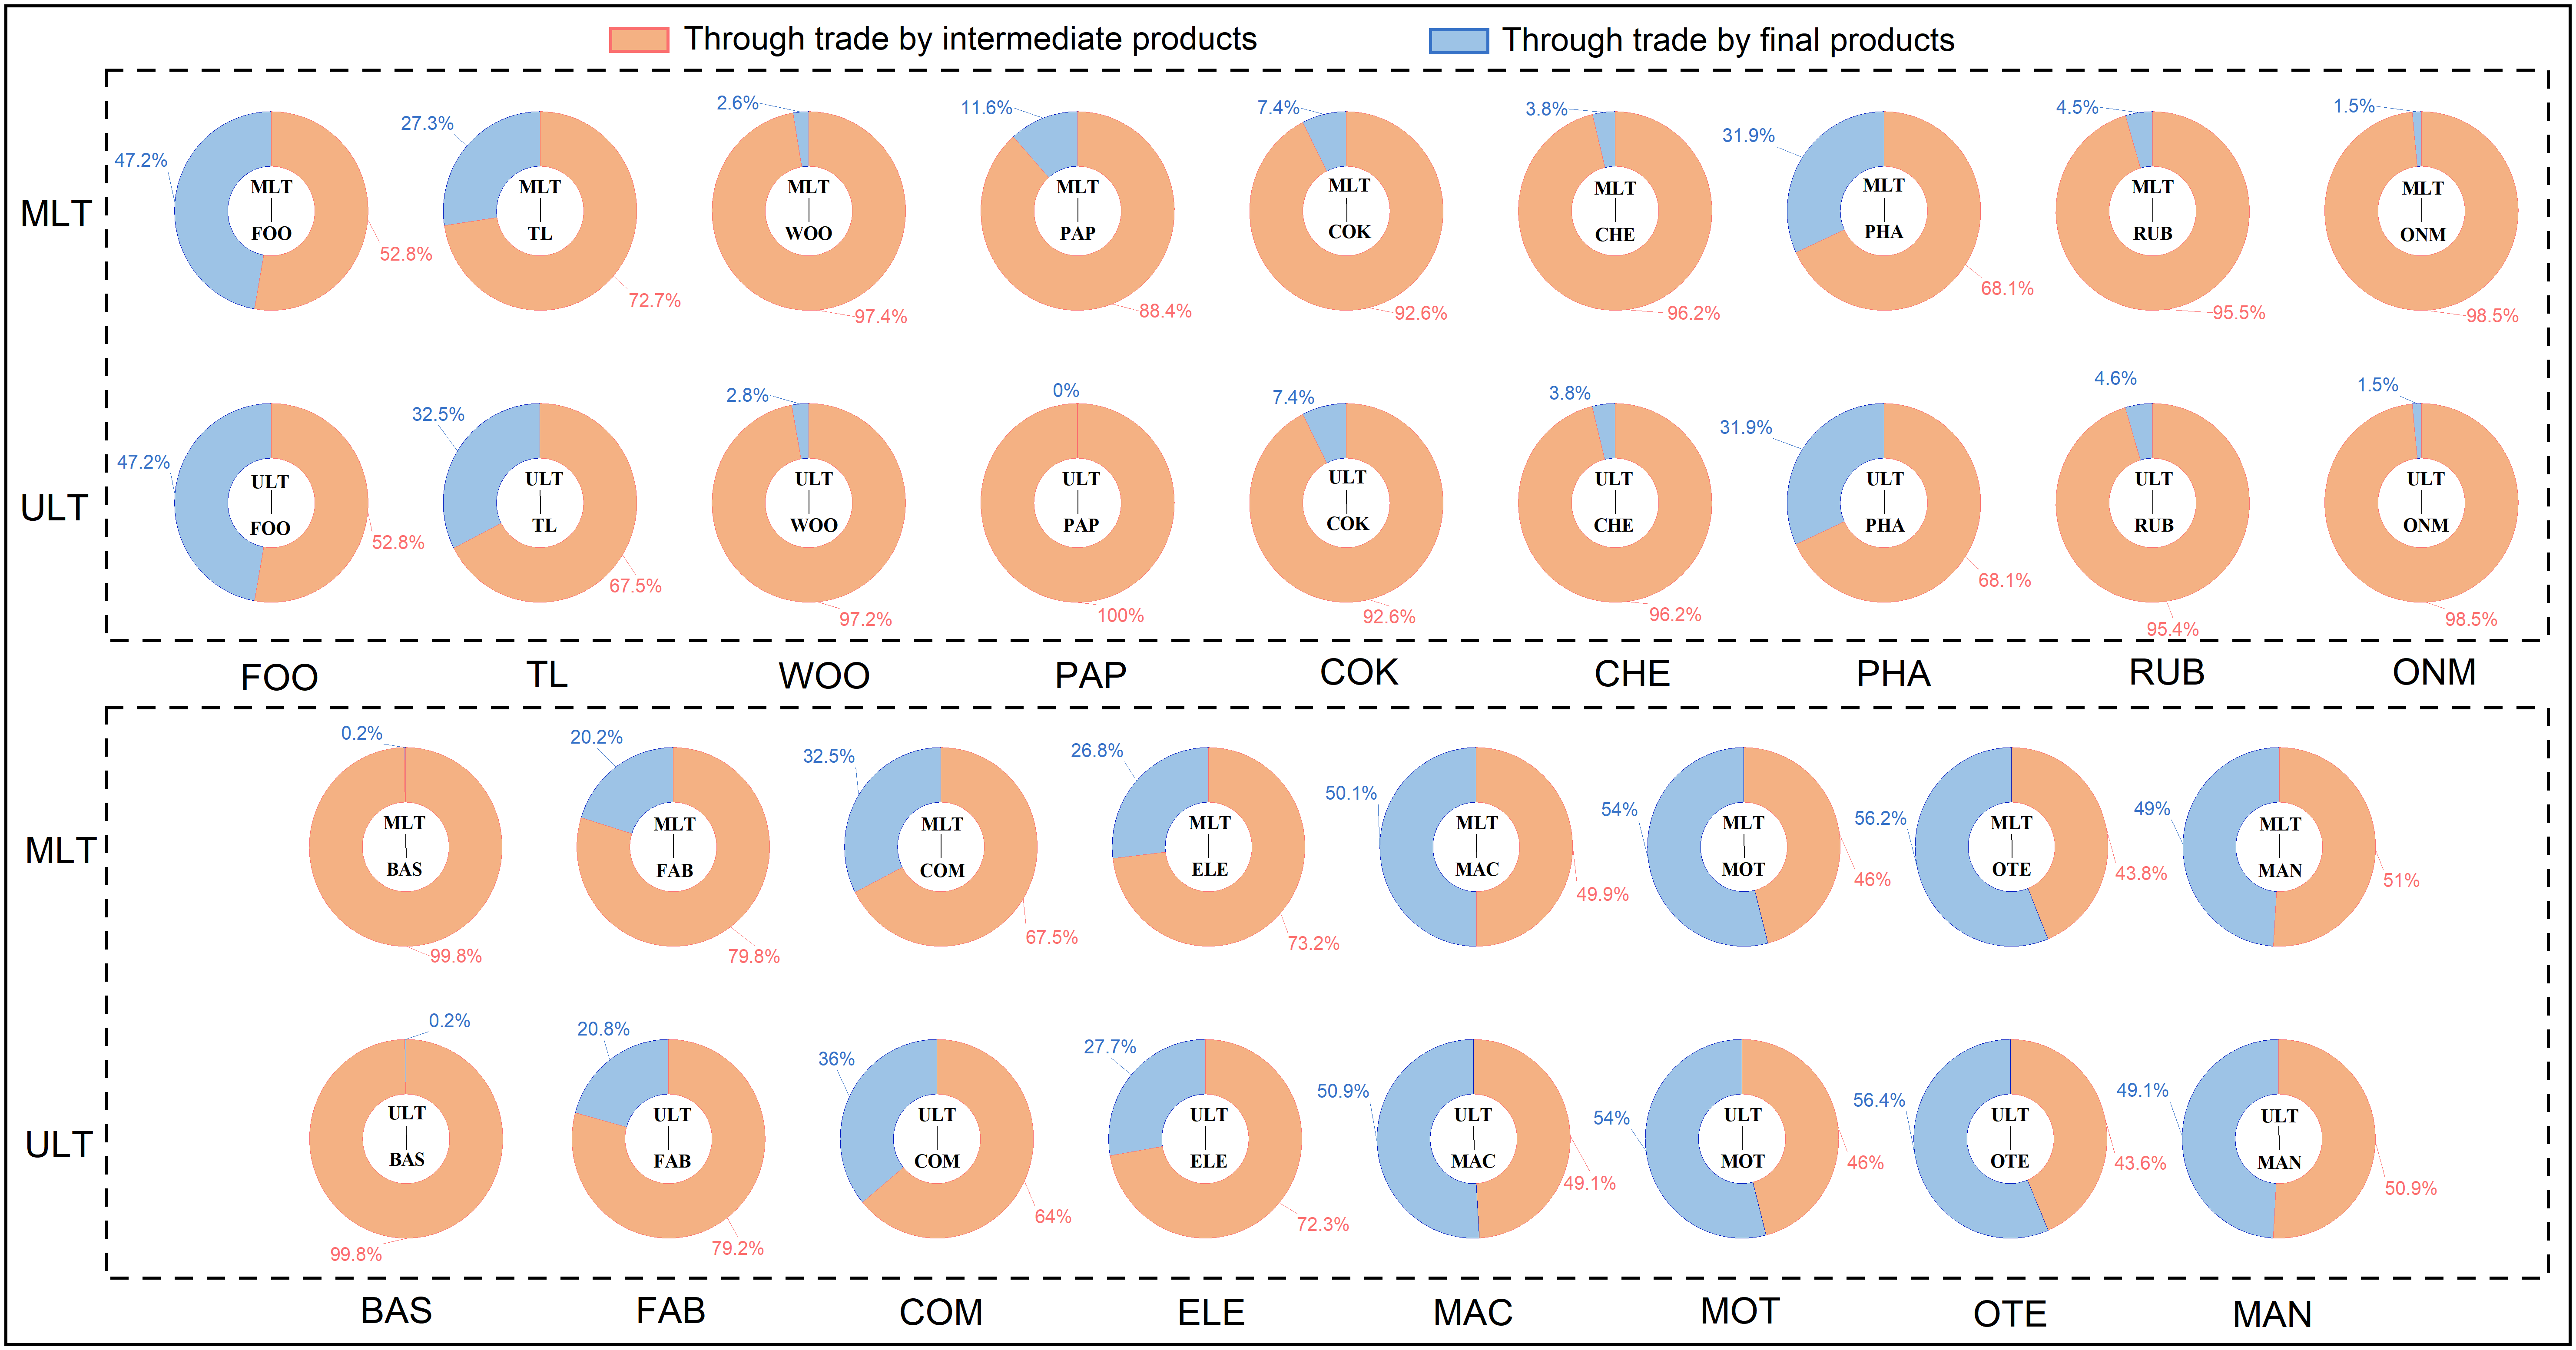 Through trade by intermediate products
Through trade by final products
MLT
47.2%
MLT
FOO
52.8%
27.3%
MLT
TL
72.7%
2.6%
MLT
WOO
97.4%
11.6%
MLT
PAP
88.4%
7.4%
MLT
COK
92.6%
3.8%
MLT
CHE
96.2%
31.9%
MLT
PHA
68.1%
4.5%
MLT
RUB
95.5%
1.5%
MLT
ONM
98.5%
ULT
47.2%
ULT
FOO
52.8%
32.5%
ULT
TL
67.5%
2.8%
ULT
WOO
97.2%
0%
ULT
PAP
100%
7.4%
ULT
COK
92.6%
3.8%
ULT
CHE
96.2%
31.9%
ULT
PHA
68.1%
4.6%
ULT
RUB
95.4%
1.5%
ULT
ONM
98.5%
FOO
TL
WOO
PAP
COK
CHE
PHA
RUB
ONM
MLT
0.2%
MLT
BAS
99.8%
20.2%
MLT
FAB
79.8%
32.5%
MLT
COM
67.5%
26.8%
MLT
ELE
73.2%
50.1%
MLT
MAC
49.9%
54%
MLT
MOT
46%
56.2%
MLT
OTE
43.8%
49%
MLT
MAN
51%
ULT
0.2%
ULT
BAS
99.8%
20.8%
ULT
FAB
79.2%
36%
ULT
COM
64%
27.7%
ULT
ELE
72.3%
50.9%
ULT
MAC
49.1%
54%
ULT
MOT
46%
56.4%
ULT
OTE
43.6%
49.1%
ULT
MAN
50.9%
BAS
FAB
COM
ELE
MAC
MOT
OTE
MAN